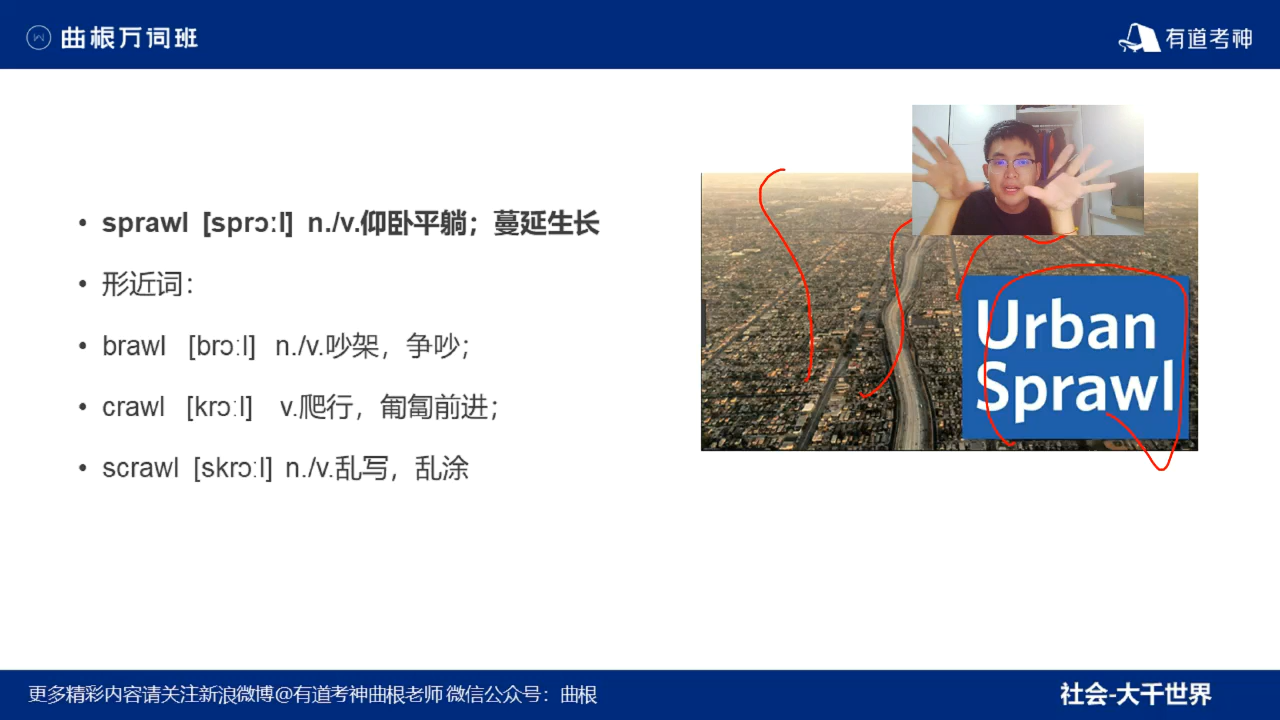 曲根万词班
有道考神
• sprawl [sprɔːl] n./v.仰卧平躺；蔓延生长
• 形近词：
• brawl [brɔːl] n./v.吵架，争吵；
• crawl [krɔːl] v.爬行，匍匐前进；
• scrawl [skrɔːl] n./v.乱写，乱涂
Urban
Sprawl
更多精彩内容请关注新浪微博@有道考神曲根老师 微信公众号：曲根
社会-大千世界